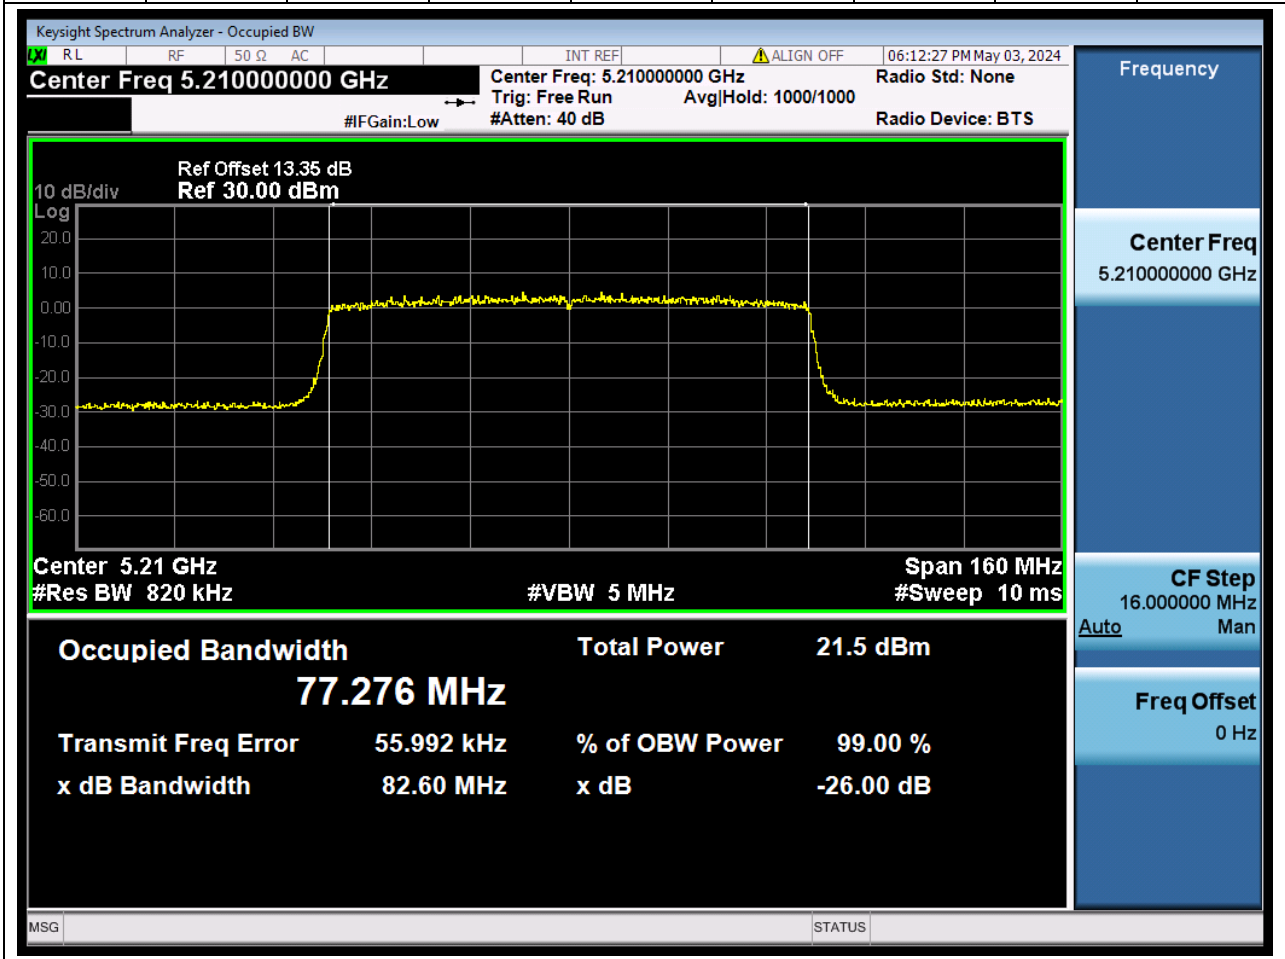 Keysight Spectrum Analyzer - Occupied BW
LXI RL RF 50 Ω AC INT REF ALIGN OFF 06:12:27 PM May 03, 2024
Center Freq 5.210000000 GHz
Center Freq: 5.210000000 GHz
Radio Std: None
Trig: Free Run Avg|Hold: 1000/1000
#IFGain:Low
#Atten: 40 dB
Radio Device: BTS
Ref Offset 13.35 dB
10 dB/div Ref 30.00 dBm
Log
20.0
10.0
0.00
-10.0
-20.0
-30.0
-40.0
-50.0
-60.0
Center 5.21 GHz Span 160 MHz
#Res BW 820 kHz #VBW 5 MHz #Sweep 10 ms
Occupied Bandwidth Total Power 21.5 dBm
77.276 MHz
Transmit Freq Error 55.992 kHz % of OBW Power 99.00 %
x dB Bandwidth 82.60 MHz x dB -26.00 dB
Frequency
Center Freq
5.210000000 GHz
CF Step
16.000000 MHz
Auto Man
Freq Offset
0 Hz
MSG STATUS